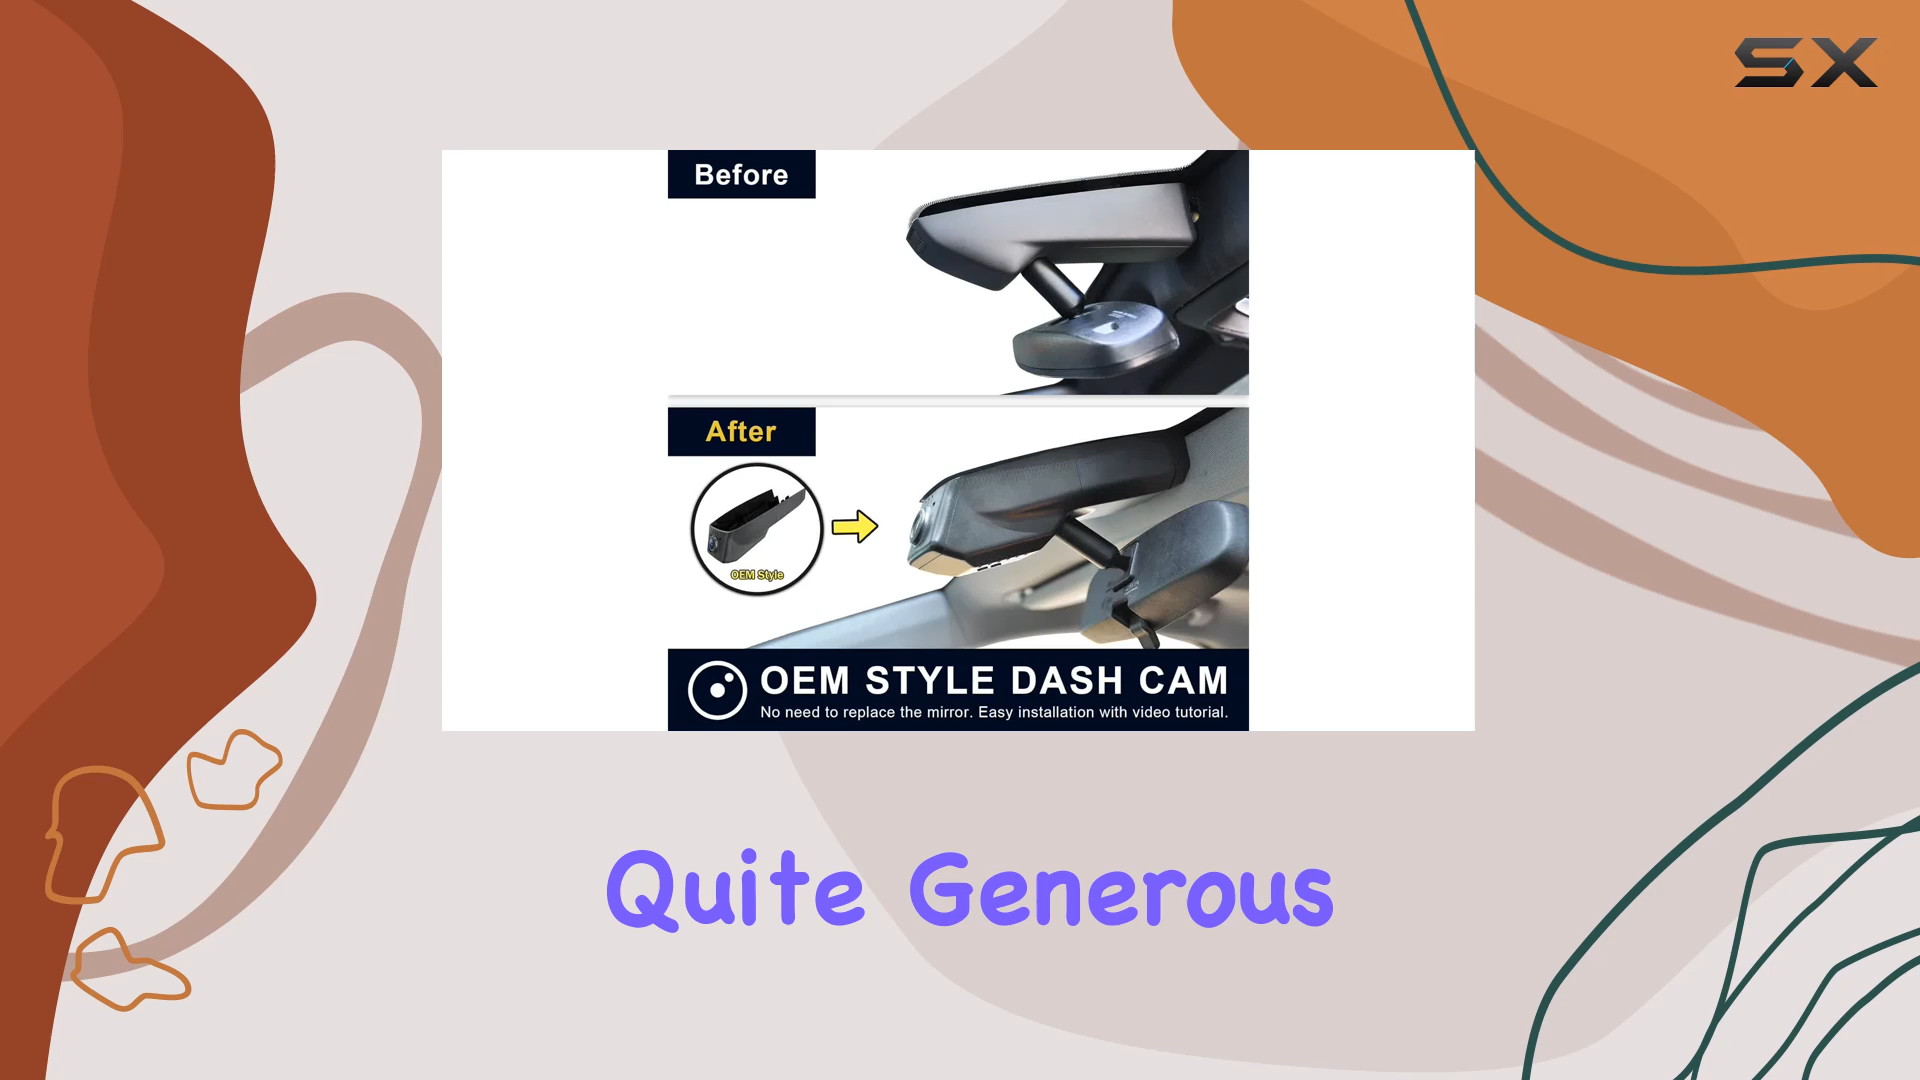 SX
Before
After
OEM Style
OEM STYLE DASH CAM
No need to replace the mirror. Easy installation with video tutorial.
Quite Generous